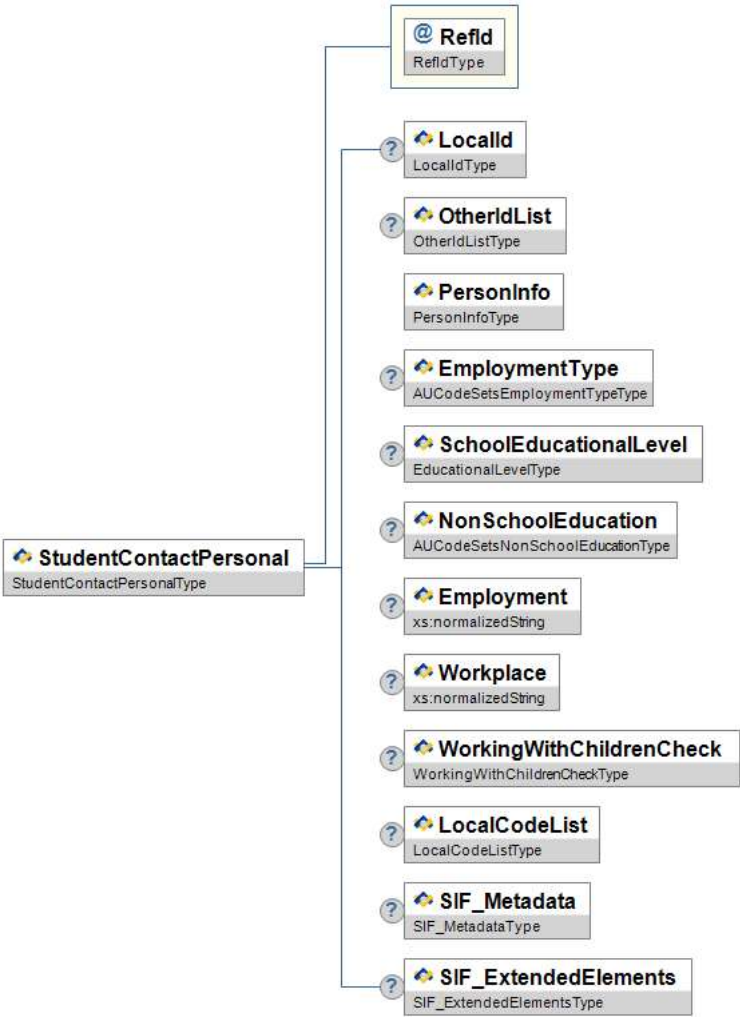 @ RefId
RefIdType
? LocalId
LocalIdType
? OtherIdList
OtherIdListType
PersonInfo
PersonInfoType
? EmploymentType
AUCodeSetsEmploymentTypeType
? SchoolEducationalLevel
EducationalLevelType
? NonSchoolEducation
AUCodeSetsNonSchoolEducationType
StudentContactPersonal
StudentContactPersonalType
? Employment
xs:normalizedString
? Workplace
xs:normalizedString
? WorkingWithChildrenCheck
WorkingWithChildrenCheckType
? LocalCodeList
LocalCodeListType
? SIF_Metadata
SIF_MetadataType
? SIF_ExtendedElements
SIF_ExtendedElementsType